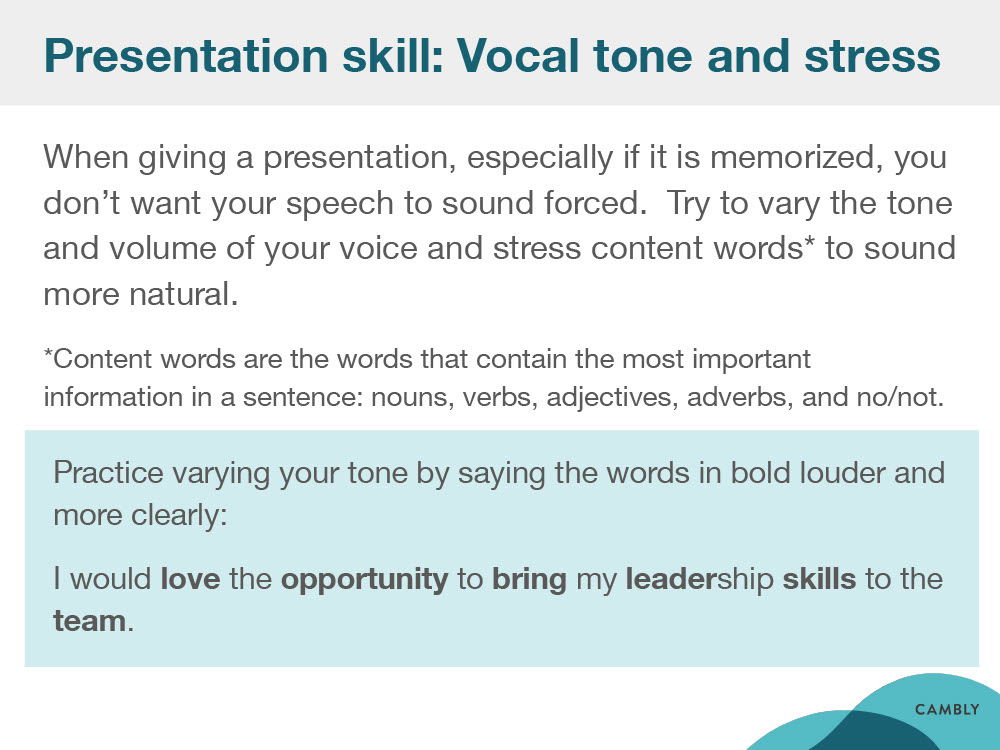 Presentation skill: Vocal tone and stress
When giving a presentation, especially if it is memorized, you
don’t want your speech to sound forced.  Try to vary the tone
and volume of your voice and stress content words* to sound
more natural.
*Content words are the words that contain the most important
information in a sentence: nouns, verbs, adjectives, adverbs, and no/not.
Practice varying your tone by saying the words in bold louder and
more clearly:
I would love the opportunity to bring my leadership skills to the
team.
CAMBLY